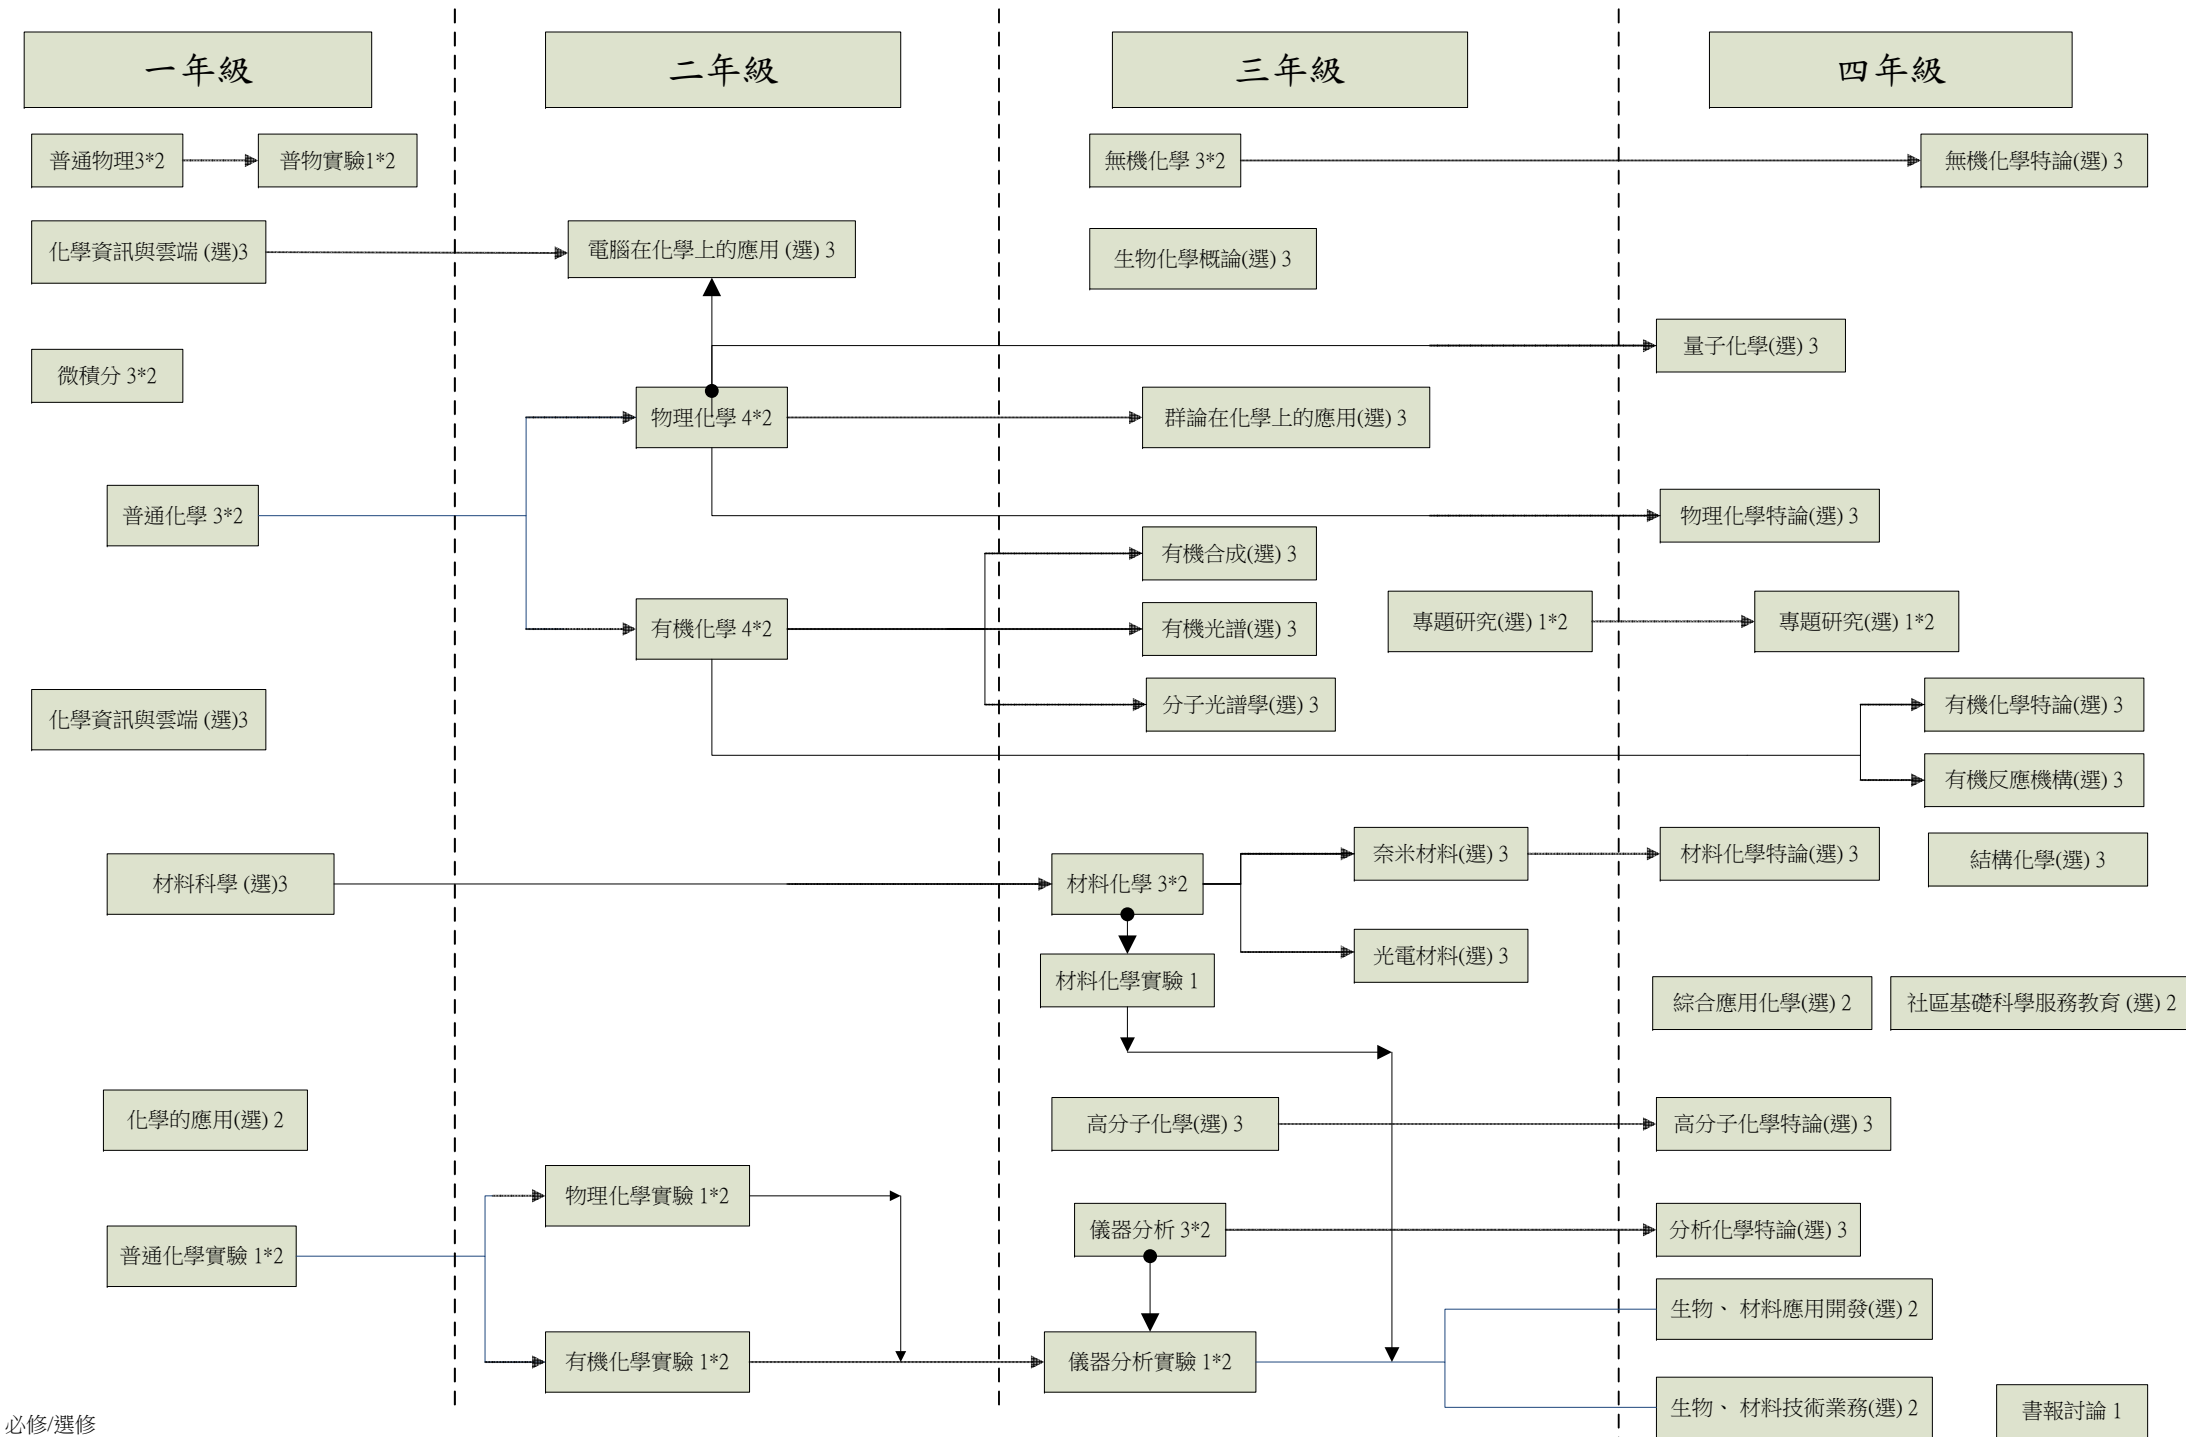 一年級
二年級
三年級
四年級
普通物理3*2
普物實驗1*2
無機化學 3*2
無機化學特論(選) 3
化學資訊與雲端 (選)3
電腦在化學上的應用 (選) 3
生物化學概論(選) 3
量子化學(選) 3
微積分 3*2
物理化學 4*2
群論在化學上的應用(選) 3
普通化學 3*2
物理化學特論(選) 3
有機合成(選) 3
有機化學 4*2
有機光譜(選) 3
專題研究(選) 1*2
專題研究(選) 1*2
化學資訊與雲端 (選)3
分子光譜學(選) 3
有機化學特論(選) 3
有機反應機構(選) 3
材料科學 (選)3
材料化學 3*2
奈米材料(選) 3
材料化學特論(選) 3
結構化學(選) 3
光電材料(選) 3
材料化學實驗 1
綜合應用化學(選) 2
社區基礎科學服務教育 (選) 2
化學的應用(選) 2
高分子化學(選) 3
高分子化學特論(選) 3
物理化學實驗 1*2
儀器分析 3*2
分析化學特論(選) 3
普通化學實驗 1*2
生物、 材料應用開發(選) 2
有機化學實驗 1*2
儀器分析實驗 1*2
生物、 材料技術業務(選) 2
書報討論 1
必修/選修